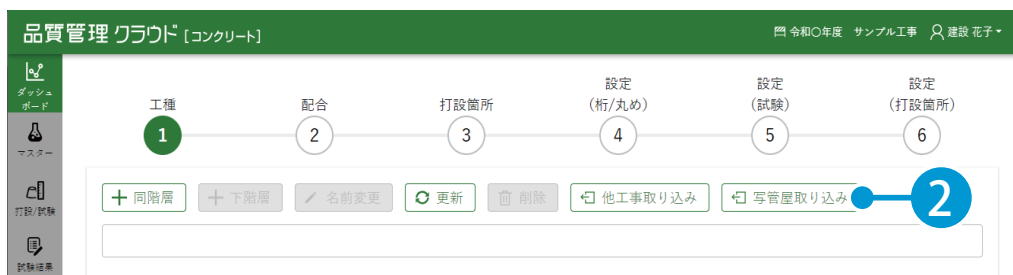 品質管理 クラウド [コンクリート]
令和〇年度 サンプル工事 建設 花子
ダッシュ
ボード
マスター
打設/試験
試験結果
工種
1
配合
2
打設箇所
3
設定
(桁/丸め)
4
設定
(試験)
5
設定
(打設箇所)
6
同階層 下階層 名前変更 更新 削除 他工事取り込み 写管屋取り込み
2